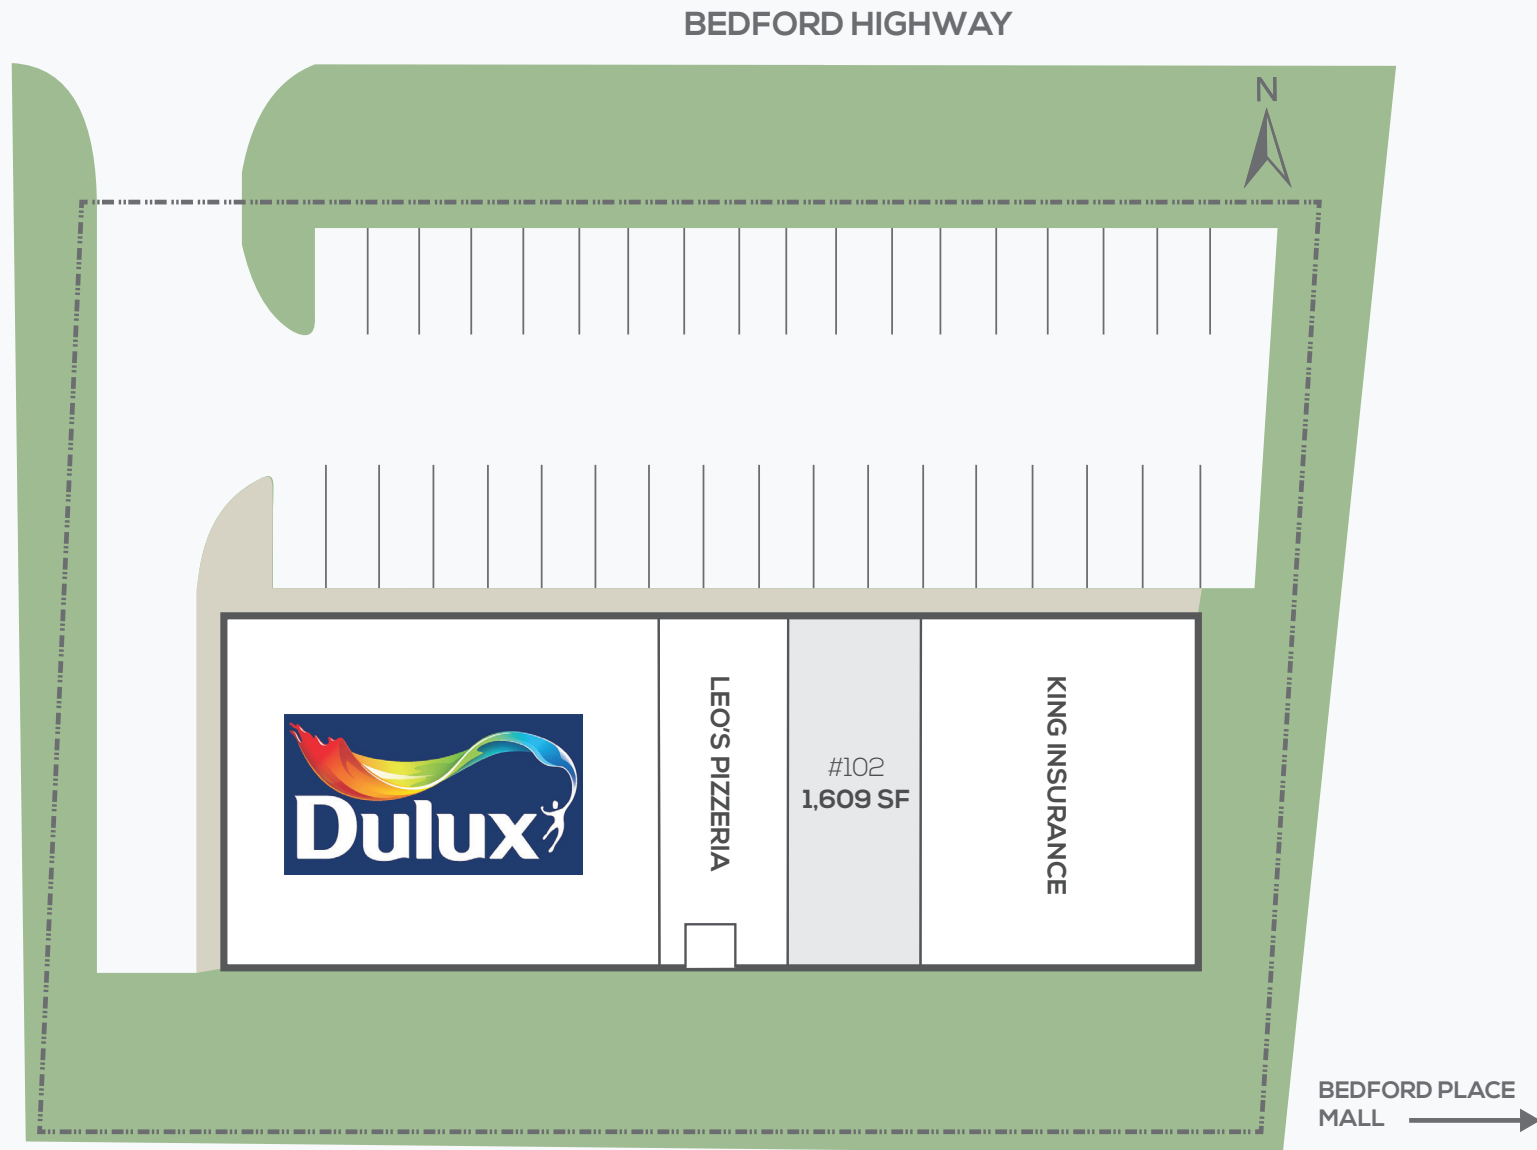 BEDFORD HIGHWAY
N
Dulux
LEO'S PIZZERIA
#102
1,609 SF
KING INSURANCE
BEDFORD PLACE
MALL